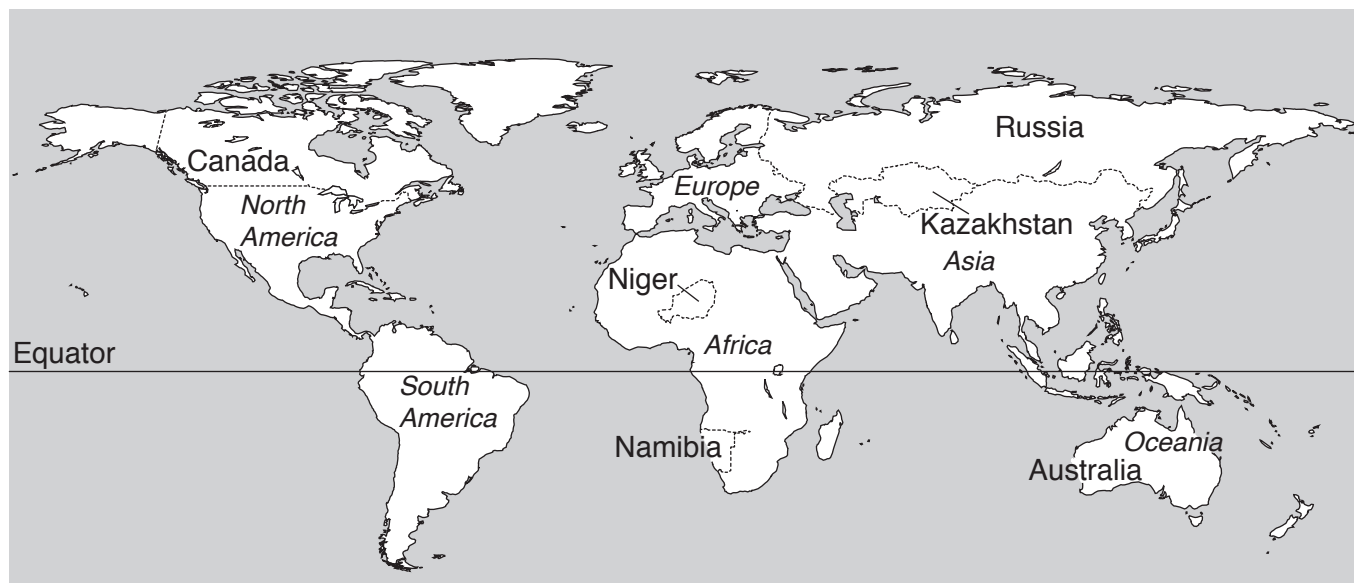 Russia
Canada
Europe
North
America
Kazakhstan
Asia
Niger
Africa
Equator
South
America
Namibia
Oceania
Australia